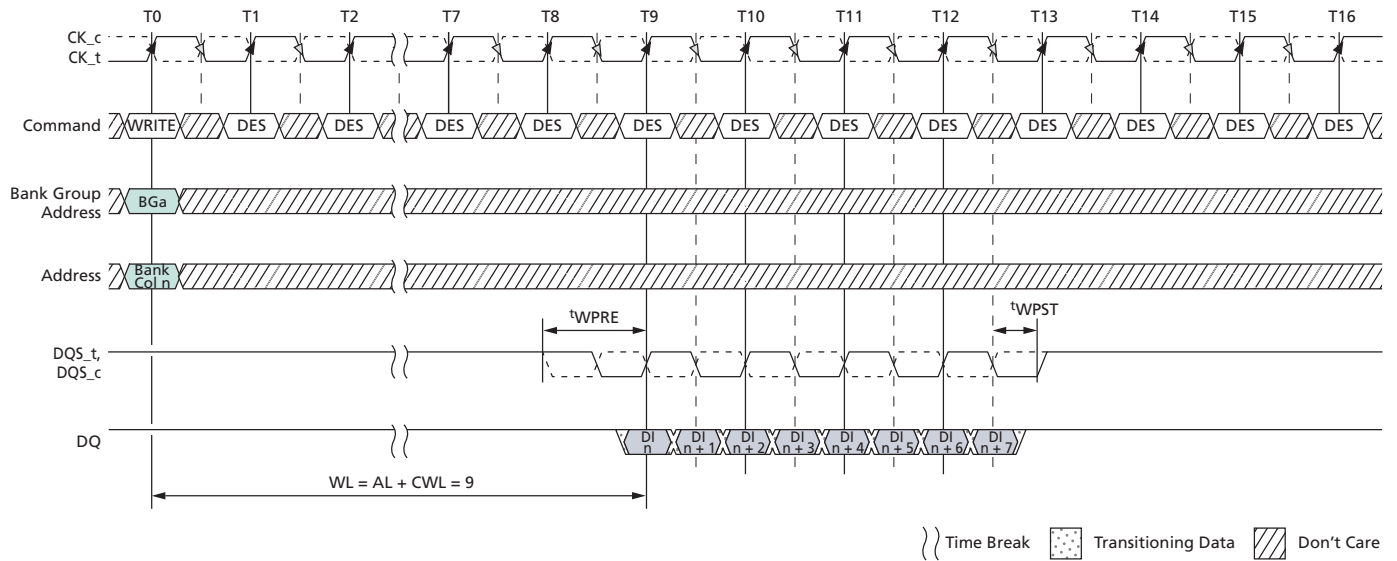 T0 T1 T2 T7 T8 T9 T10 T11 T12 T13 T14 T15 T16
CK_c
CK_t
Command WRITE DES DES DES DES DES DES DES DES DES DES DES DES
Bank Group
Address
BGa
Address
Bank
Col n
tWPRE
tWPST
DQS_t,
DQS_c
DQ
DI n DI n + 1 DI n + 2 DI n + 3 DI n + 4 DI n + 5 DI n + 6 DI n + 7
WL = AL + CWL = 9
Time Break Transitioning Data Don't Care